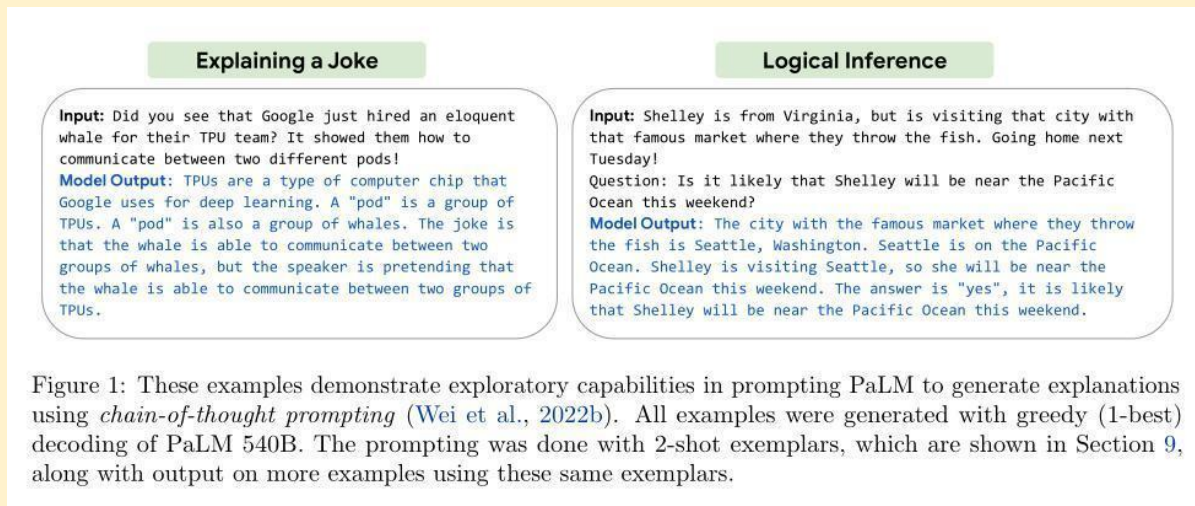 Explaining a Joke
Input: Did you see that Google just hired an eloquent
whale for their TPU team? It showed them how to
communicate between two different pods!
Model Output: TPUs are a type of computer chip that
Google uses for deep learning. A "pod" is a group of
TPUs. A "pod" is also a group of whales. The joke is
that the whale is able to communicate between two
groups of whales, but the speaker is pretending that
the whale is able to communicate between two groups of
TPUs.
Logical Inference
Input: Shelley is from Virginia, but is visiting that city with
that famous market where they throw the fish. Going home next
Tuesday!
Question: Is it likely that Shelley will be near the Pacific
Ocean this weekend?
Model Output: The city with the famous market where they throw
the fish is Seattle, Washington. Seattle is on the Pacific
Ocean. Shelley is visiting Seattle, so she will be near the
Pacific Ocean this weekend. The answer is "yes", it is likely
that Shelley will be near the Pacific Ocean this weekend.
Figure 1: These examples demonstrate exploratory capabilities in prompting PaLM to generate explanations
using chain-of-thought prompting (Wei et al., 2022b). All examples were generated with greedy (1-best)
decoding of PaLM 540B. The prompting was done with 2-shot exemplars, which are shown in Section 9,
along with output on more examples using these same exemplars.